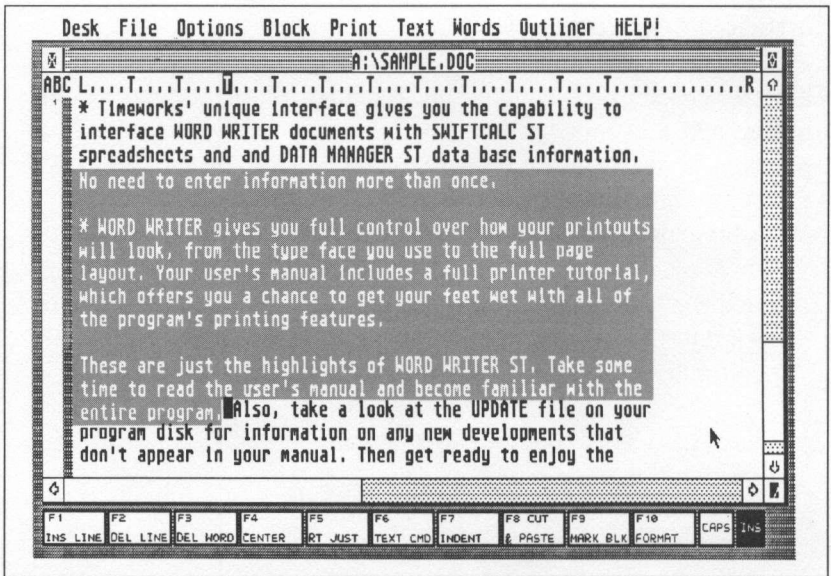 Desk File Options Block Print Text Words Outliner HELP!
A:\SAMPLE.DOC
ABC L....T....T....T....T....T....T....T....T....T....T..............R
1
* Timeworks' unique interface gives you the capability to
interface WORD WRITER documents with SWIFTCALC ST
spreadsheets and and DATA MANAGER ST data base information.
No need to enter information more than once.
* WORD WRITER gives you full control over how your printouts
will look, from the type face you use to the full page
layout. Your user's manual includes a full printer tutorial,
which offers you a chance to get your feet wet with all of
the program's printing features.
These are just the highlights of WORD WRITER ST. Take some
time to read the user's manual and become familiar with the
entire program. Also, take a look at the UPDATE file on your
program disk for information on any new developments that
don't appear in your manual. Then get ready to enjoy the
F1 F2 F3 F4 F5 F6 F7 F8 CUT F9 F10 CAPS INS
INS LINE DEL LINE DEL WORD CENTER RT JUST TEXT CMD INDENT & PASTE MARK BLK FORMAT